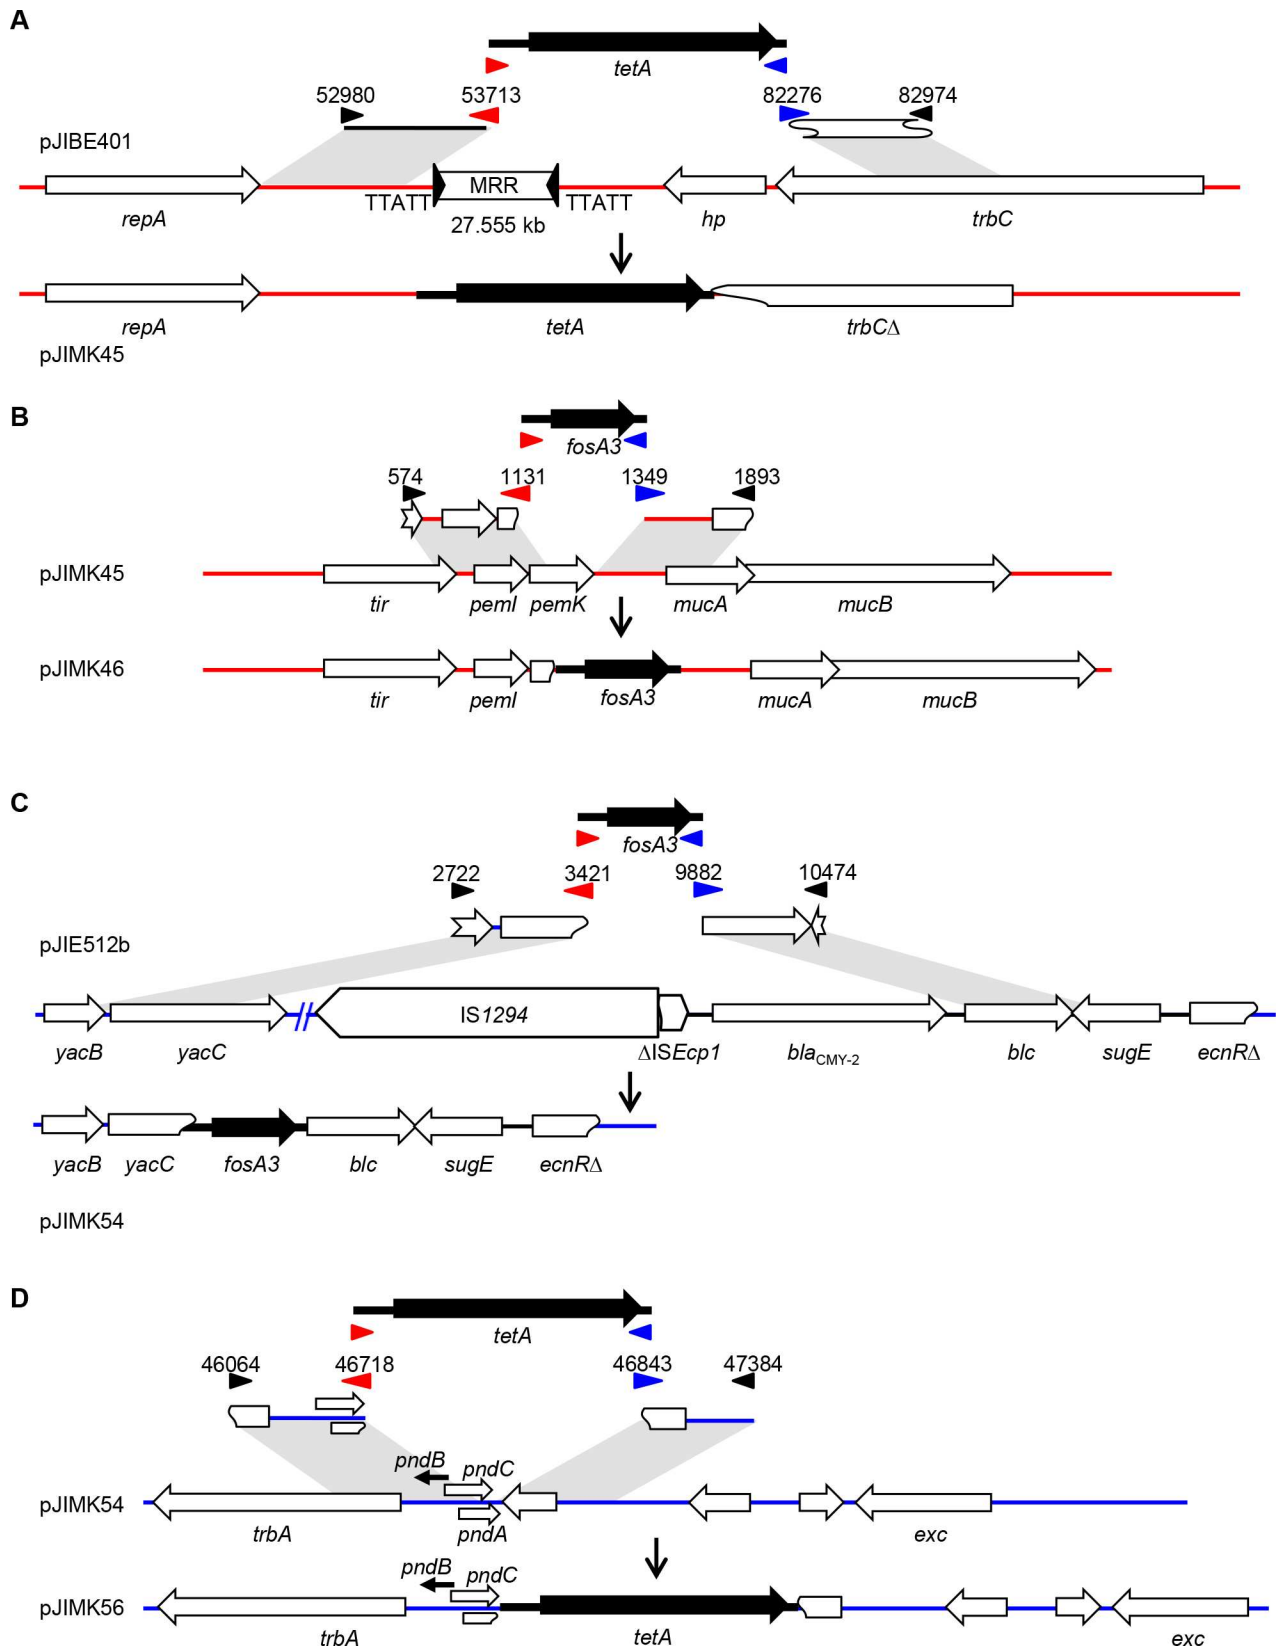 A
tetA
52980 53713 82276 82974
pJIBE401
MRR
TTATT TTATT
repA 27.555 kb hp trbC
repA tetA trbCΔ
pJIMK45
B
fosA3
574 1131 1349 1893
pJIMK45
tir pemI pemK mucA mucB
pJIMK46
tir pemI fosA3 mucA mucB
C
fosA3
2722 3421 9882 10474
pJIE512b
IS1294
yacB yacC ΔISEcp1 blaCMY-2 blc sugE ecnRΔ
yacB yacC fosA3 blc sugE ecnRΔ
pJIMK54
D
tetA
46064 46718 46843 47384
pndB pndC
pJIMK54
trbA pndA exc
pndB pndC
pJIMK56
trbA tetA exc